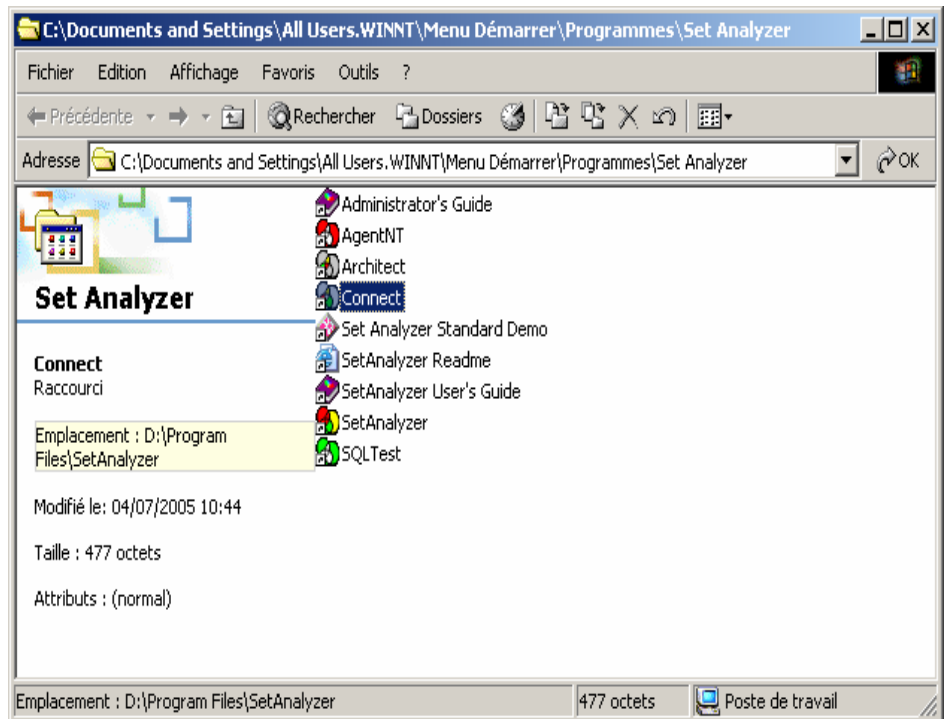 C:\Documents and Settings\All Users.WINNT\Menu Démarrer\Programmes\Set Analyzer
Fichier Edition Affichage Favoris Outils ?
Précédente Rechercher Dossiers
Adresse C:\Documents and Settings\All Users.WINNT\Menu Démarrer\Programmes\Set Analyzer OK
Set Analyzer
Connect
Raccourci
Emplacement : D:\Program
Files\SetAnalyzer
Modifié le: 04/07/2005 10:44
Taille : 477 octets
Attributs : (normal)
Administrator's Guide
AgentNT
Architect
Connect
Set Analyzer Standard Demo
SetAnalyzer Readme
SetAnalyzer User's Guide
SetAnalyzer
SQLTest
Emplacement : D:\Program Files\SetAnalyzer 477 octets Poste de travail